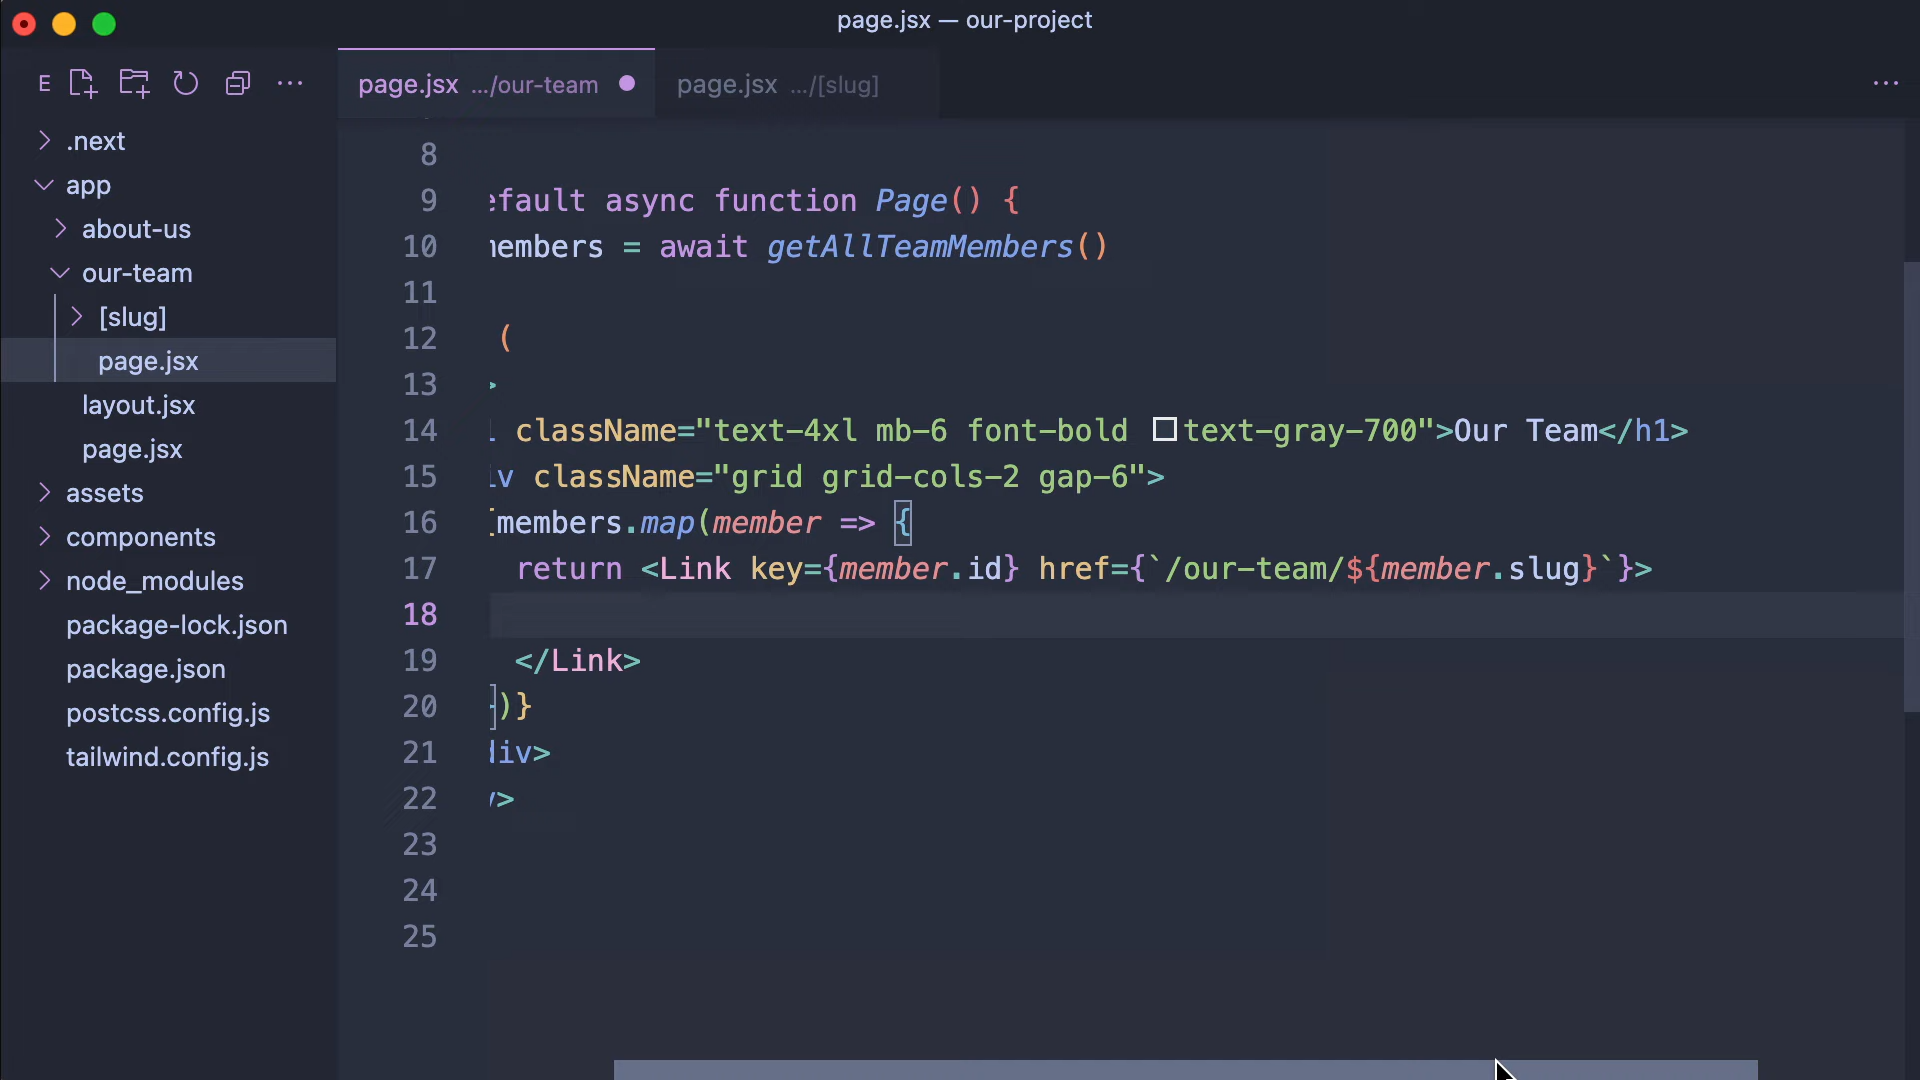 page.jsx — our-project
E
page.jsx .../our-team
page.jsx .../[slug]
.next
app
about-us
our-team
[slug]
page.jsx
layout.jsx
page.jsx
assets
components
node_modules
package-lock.json
package.json
postcss.config.js
tailwind.config.js
8
9 efault async function Page() {
10 members = await getAllTeamMembers()
11
12 (
13 >
14 className="text-4xl mb-6 font-bold text-gray-700">Our Team</h1>
15 iv className="grid grid-cols-2 gap-6">
16 {members.map(member => {
17 return <Link key={member.id} href={`/our-team/${member.slug}`}>
18
19 </Link>
20 })}
21 div>
22 >
23
24
25